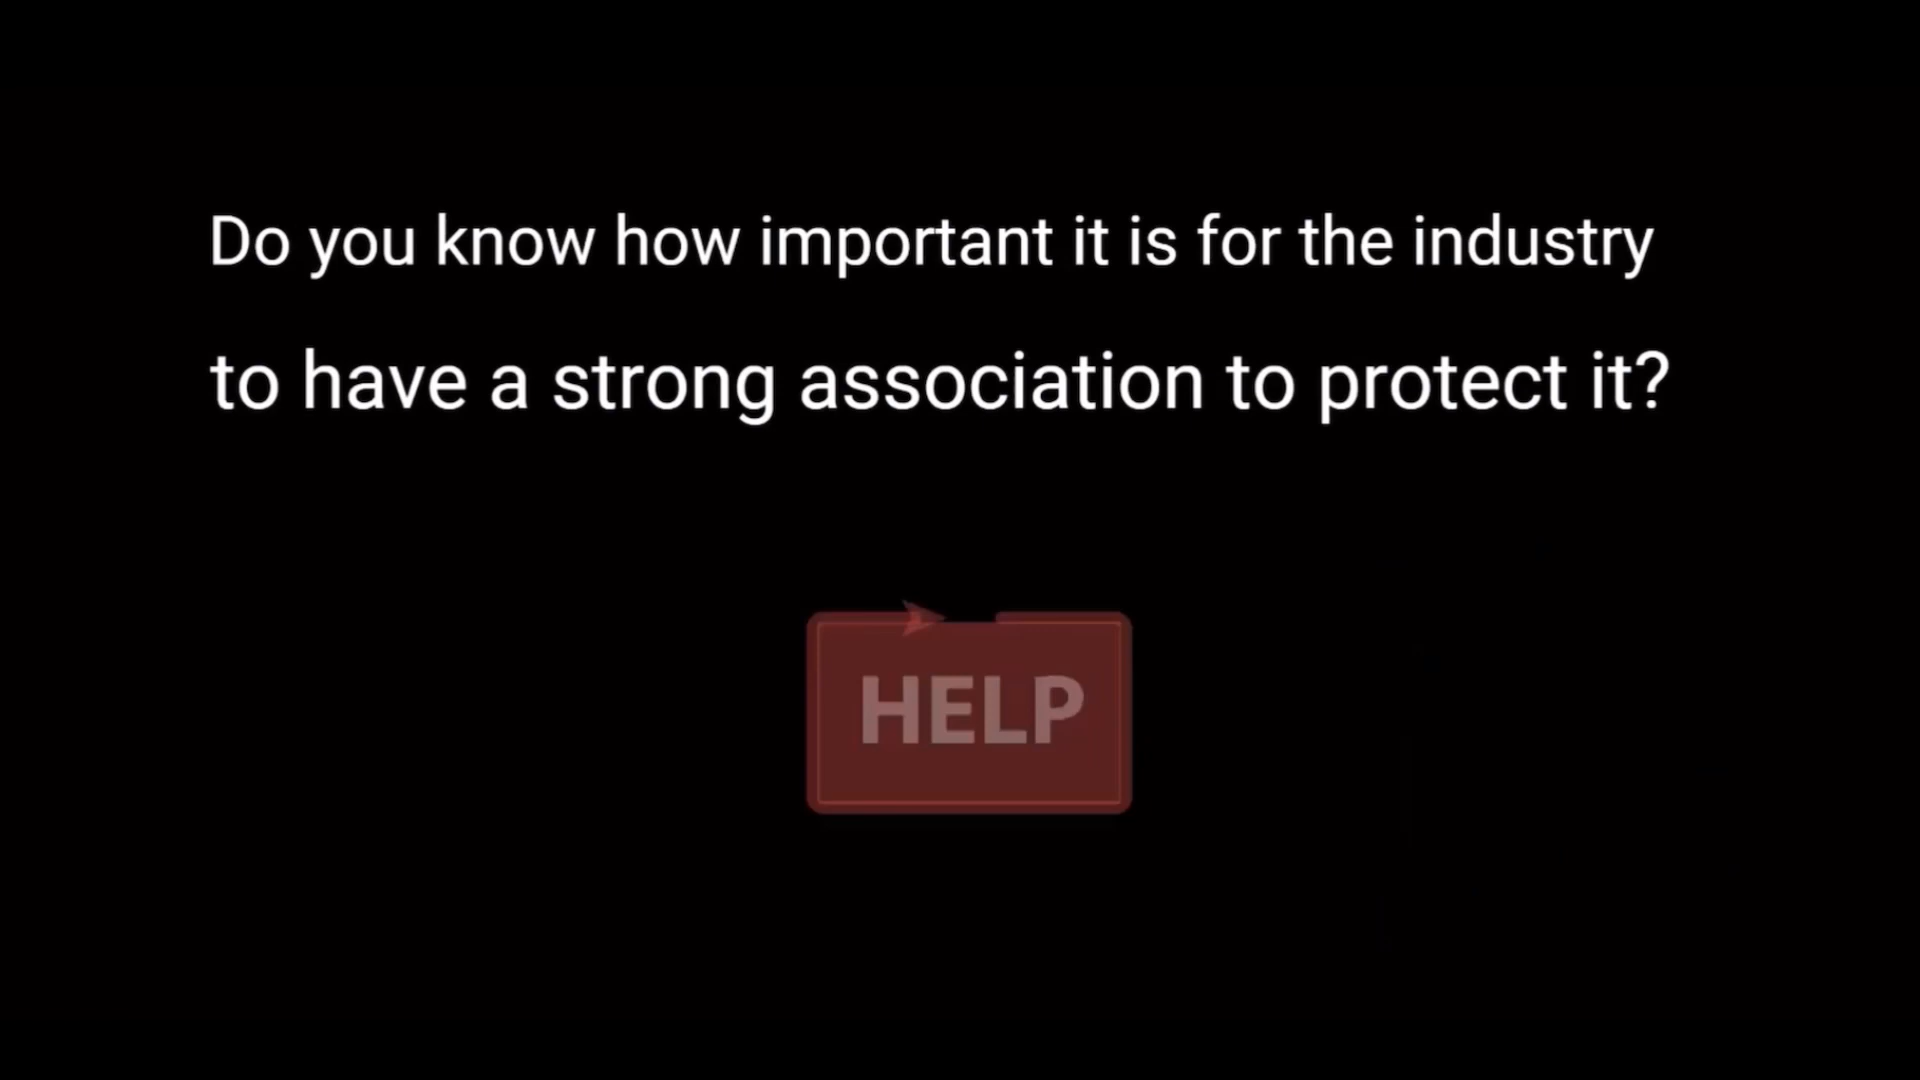 Do you know how important it is for the industry
to have a strong association to protect it?
HELP